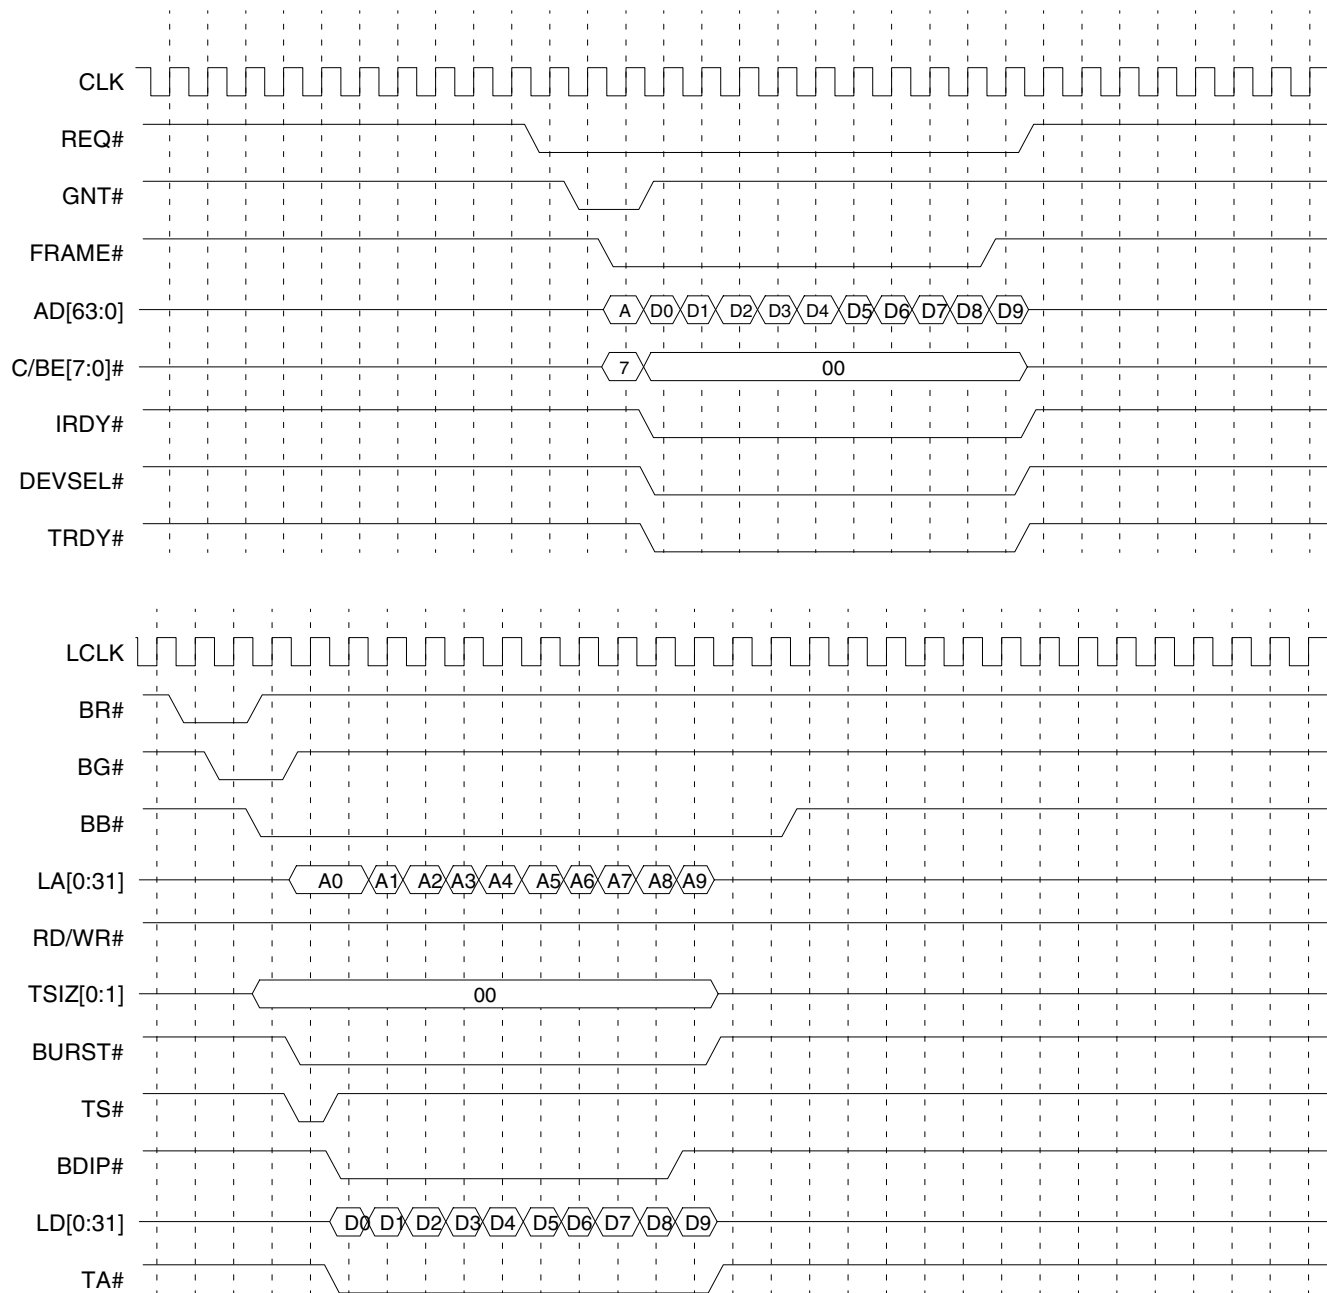 CLK
REQ#
GNT#
FRAME#
AD[63:0] A D0 D1 D2 D3 D4 D5 D6 D7 D8 D9
C/BE[7:0]# 7 00
IRDY#
DEVSEL#
TRDY#
LCLK
BR#
BG#
BB#
LA[0:31] A0 A1 A2 A3 A4 A5 A6 A7 A8 A9
RD/WR#
TSIZ[0:1] 00
BURST#
TS#
BDIP#
LD[0:31] D0 D1 D2 D3 D4 D5 D6 D7 D8 D9
TA#